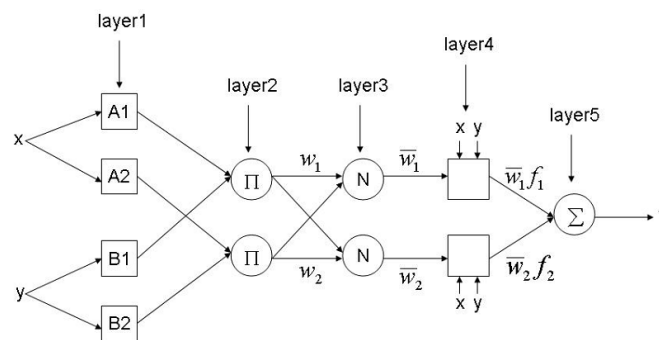 layer1
layer2
layer3
layer4
layer5
x
y
A1
A2
B1
B2
Π
Π
w₁
w₂
N
N
w̅₁
w̅₂
x y
x y
w̅₁f₁
w̅₂f₂
Σ